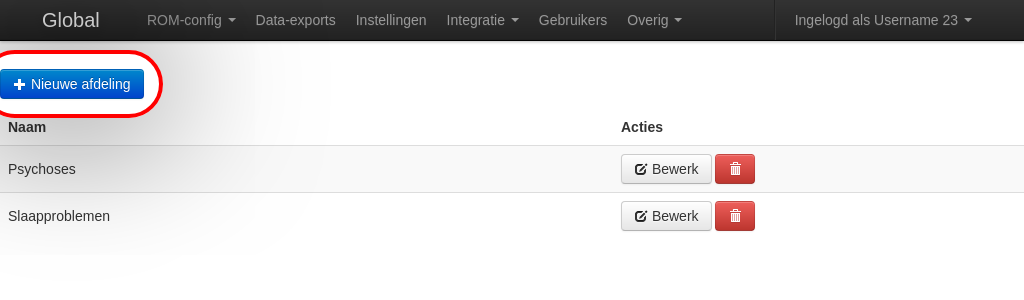 Global ROM-config Data-exports Instellingen Integratie Gebruikers Overig Ingelogd als Username 23
Nieuwe afdeling
Naam Acties
Psychoses Bewerk
Slaapproblemen Bewerk